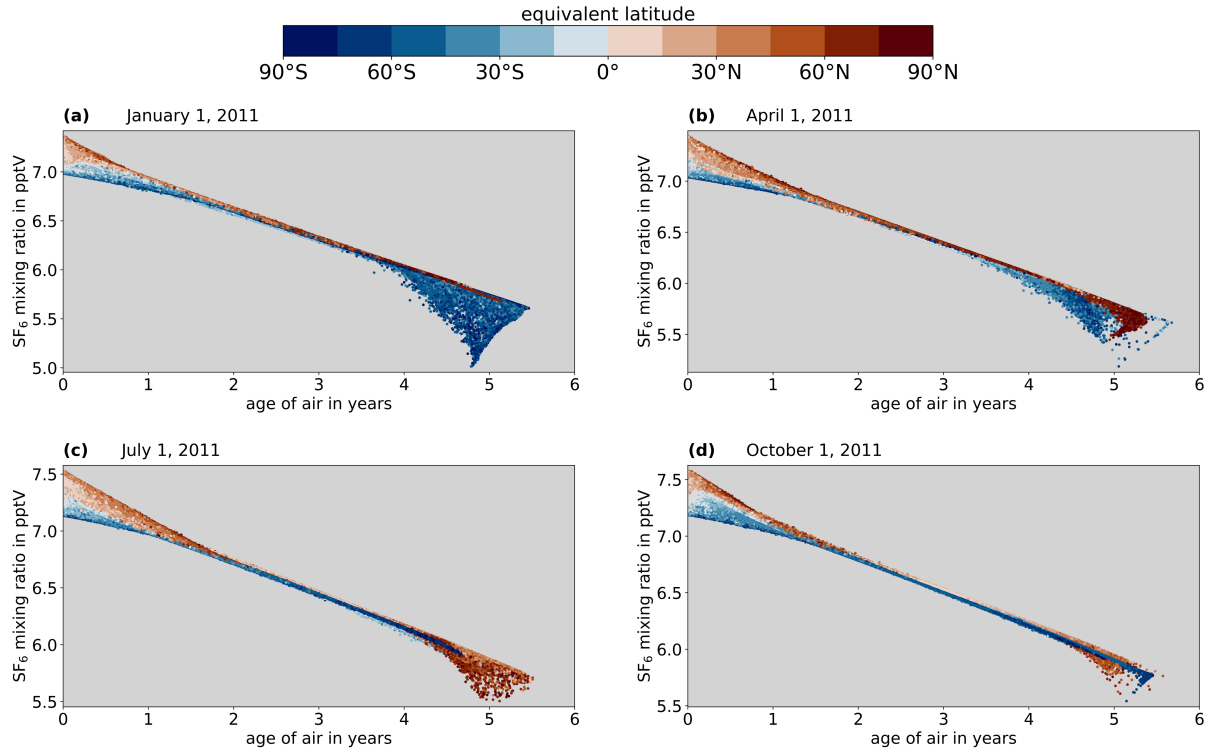 equivalent latitude
90°S 60°S 30°S 0° 30°N 60°N 90°N
(a) January 1, 2011
SF₆ mixing ratio in pptV
7.0
6.5
6.0
5.5
5.0
0 1 2 3 4 5 6
age of air in years
(b) April 1, 2011
SF₆ mixing ratio in pptV
7.0
6.5
6.0
5.5
0 1 2 3 4 5 6
age of air in years
(c) July 1, 2011
SF₆ mixing ratio in pptV
7.5
7.0
6.5
6.0
5.5
0 1 2 3 4 5 6
age of air in years
(d) October 1, 2011
SF₆ mixing ratio in pptV
7.5
7.0
6.5
6.0
5.5
0 1 2 3 4 5 6
age of air in years